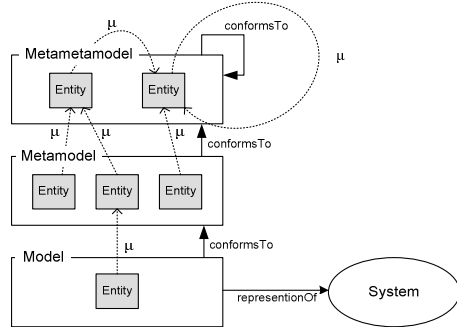 conformsTo
μ
Metametamodel
μ
Entity
Entity
μ
μ
μ
conformsTo
Metamodel
Entity
Entity
Entity
conformsTo
μ
Model
Entity
representionOf
System